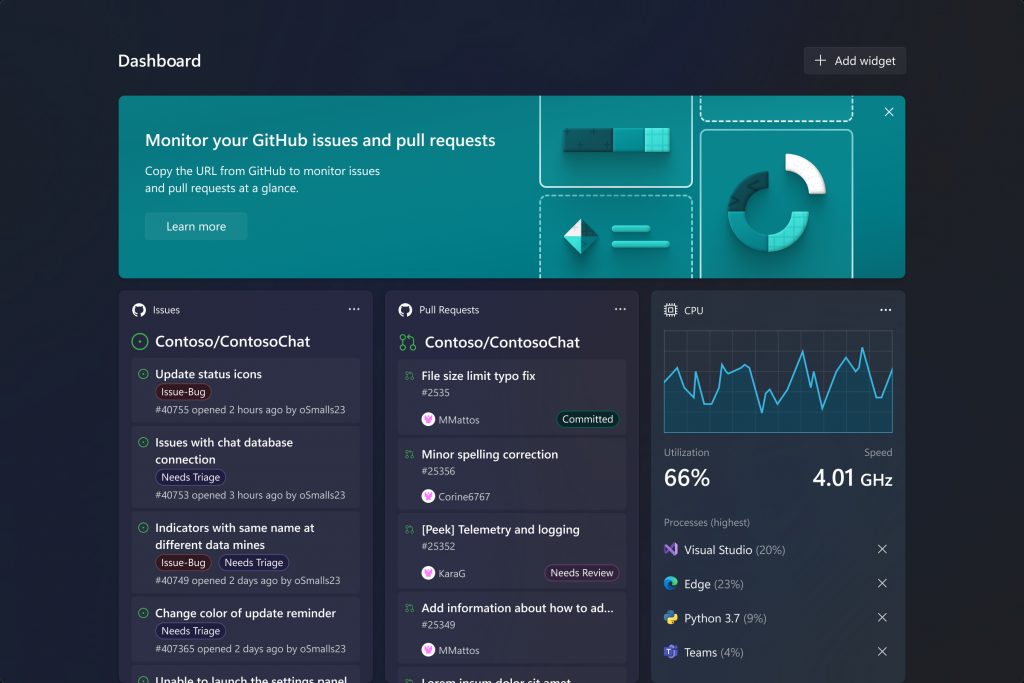 Dashboard
Add widget
Monitor your GitHub issues and pull requests
Copy the URL from GitHub to monitor issues
and pull requests at a glance.
Learn more
Issues
Contoso/ContosoChat
Update status icons
Issue-Bug
#40755 opened 2 hours ago by oSmalls23
Issues with chat database
connection
Needs Triage
#40753 opened 3 hours ago by oSmalls23
Indicators with same name at
different data mines
Issue-Bug Needs Triage
#40749 opened 2 days ago by oSmalls23
Change color of update reminder
Needs Triage
#407365 opened 2 days ago by oSmalls23
Unable to launch the settings panel
Pull Requests
Contoso/ContosoChat
File size limit typo fix
#2535
MMattos Committed
Minor spelling correction
#25356
Corine6767
[Peek] Telemetry and logging
#25352
KaraG Needs Review
Add information about how to ad...
#25349
MMattos
Lorem ipsum dolor sit amet
CPU
Utilization Speed
66% 4.01 GHz
Processes (highest)
Visual Studio (20%)
Edge (23%)
Python 3.7 (9%)
Teams (4%)